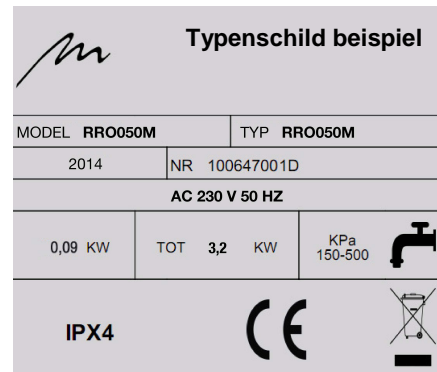 Typenschild beispiel
MODEL RRO050M TYP RRO050M
2014 NR 100647001D
AC 230 V 50 HZ
0,09 KW TOT 3,2 KW KPa
150-500
IPX4 CE